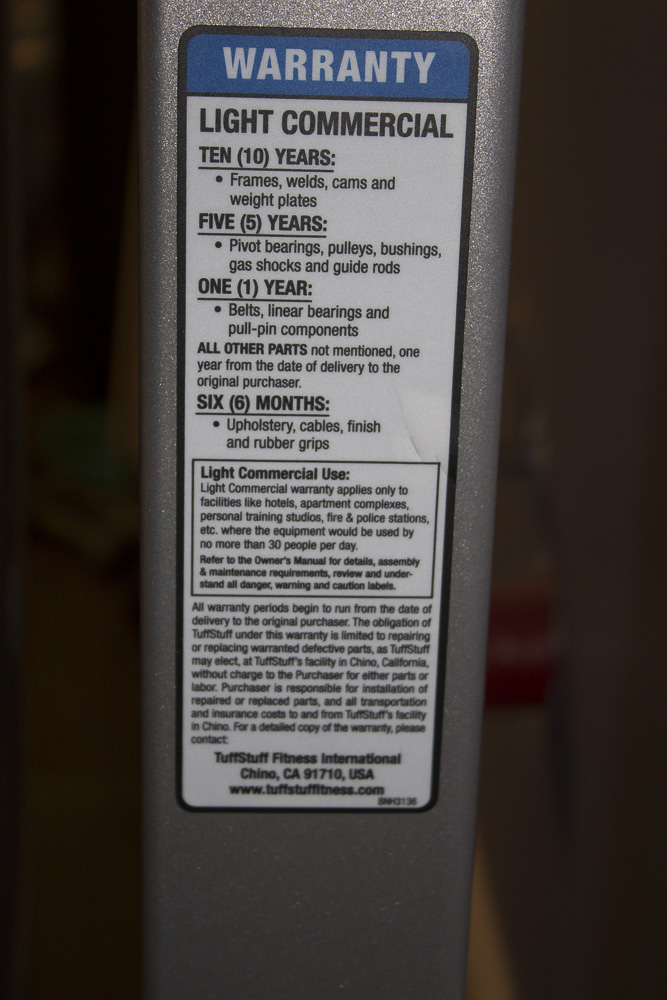 WARRANTY
LIGHT COMMERCIAL
TEN (10) YEARS:
• Frames, welds, cams and
weight plates
FIVE (5) YEARS:
• Pivot bearings, pulleys, bushings,
gas shocks and guide rods
ONE (1) YEAR:
• Belts, linear bearings and
pull-pin components
ALL OTHER PARTS not mentioned, one
year from the date of delivery to the
original purchaser.
SIX (6) MONTHS:
• Upholstery, cables, finish
and rubber grips
Light Commercial Use:
Light Commercial warranty applies only to
facilities like hotels, apartment complexes,
personal training studios, fire & police stations,
etc. where the equipment would be used by
no more than 30 people per day.
Refer to the Owner's Manual for details, assembly
& maintenance requirements, review and under-
stand all danger, warning and caution labels.
All warranty periods begin to run from the date of
delivery to the original purchaser. The obligation of
TuffStuff under this warranty is limited to repairing
or replacing warranted defective parts, as TuffStuff
may elect, at TuffStuff's facility in Chino, California,
without charge to the Purchaser for either parts or
labor. Purchaser is responsible for installation of
repaired or replaced parts, and all transportation
and insurance costs to and from TuffStuff's facility
in Chino. For a detailed copy of the warranty, please
contact:
TuffStuff Fitness International
Chino, CA 91710, USA
www.tuffstuffitness.com
BNH3136